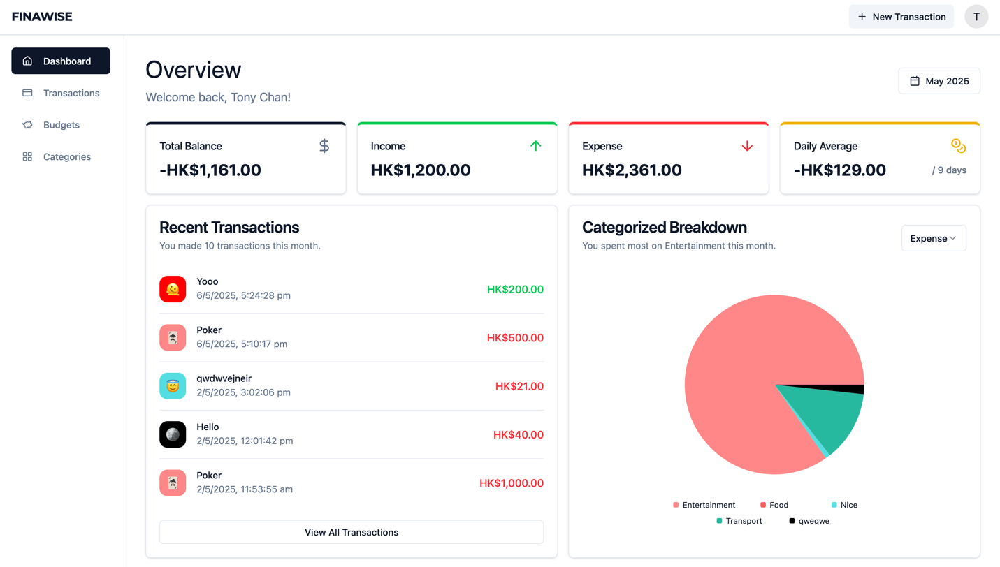 FINAWISE
New Transaction
T
Dashboard
Transactions
Budgets
Categories
Overview
Welcome back, Tony Chan!
May 2025
Total Balance
-HK$1,161.00
Income
HK$1,200.00
Expense
HK$2,361.00
Daily Average
-HK$129.00
/ 9 days
Recent Transactions
You made 10 transactions this month.
Yooo
6/5/2025, 5:24:28 pm
HK$200.00
Poker
6/5/2025, 5:10:17 pm
HK$500.00
qwdwvejneir
2/5/2025, 3:02:06 pm
HK$21.00
Hello
2/5/2025, 12:01:42 pm
HK$40.00
Poker
2/5/2025, 11:53:55 am
HK$1,000.00
View All Transactions
Categorized Breakdown
You spent most on Entertainment this month.
Expense
Entertainment
Food
Nice
Transport
qweqwe